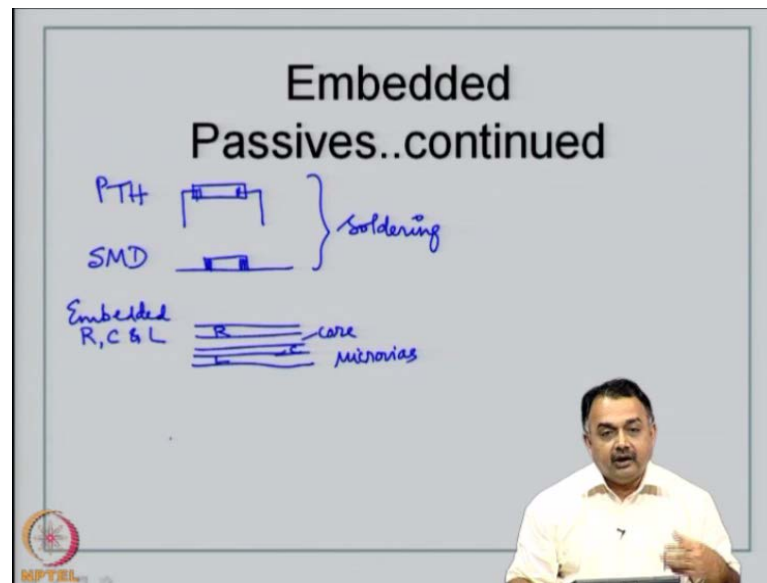 Embedded
Passives..continued
PTH
SMD
Soldering
Embedded
R, C & L
R
core
C
L
Microvias
NPTEL